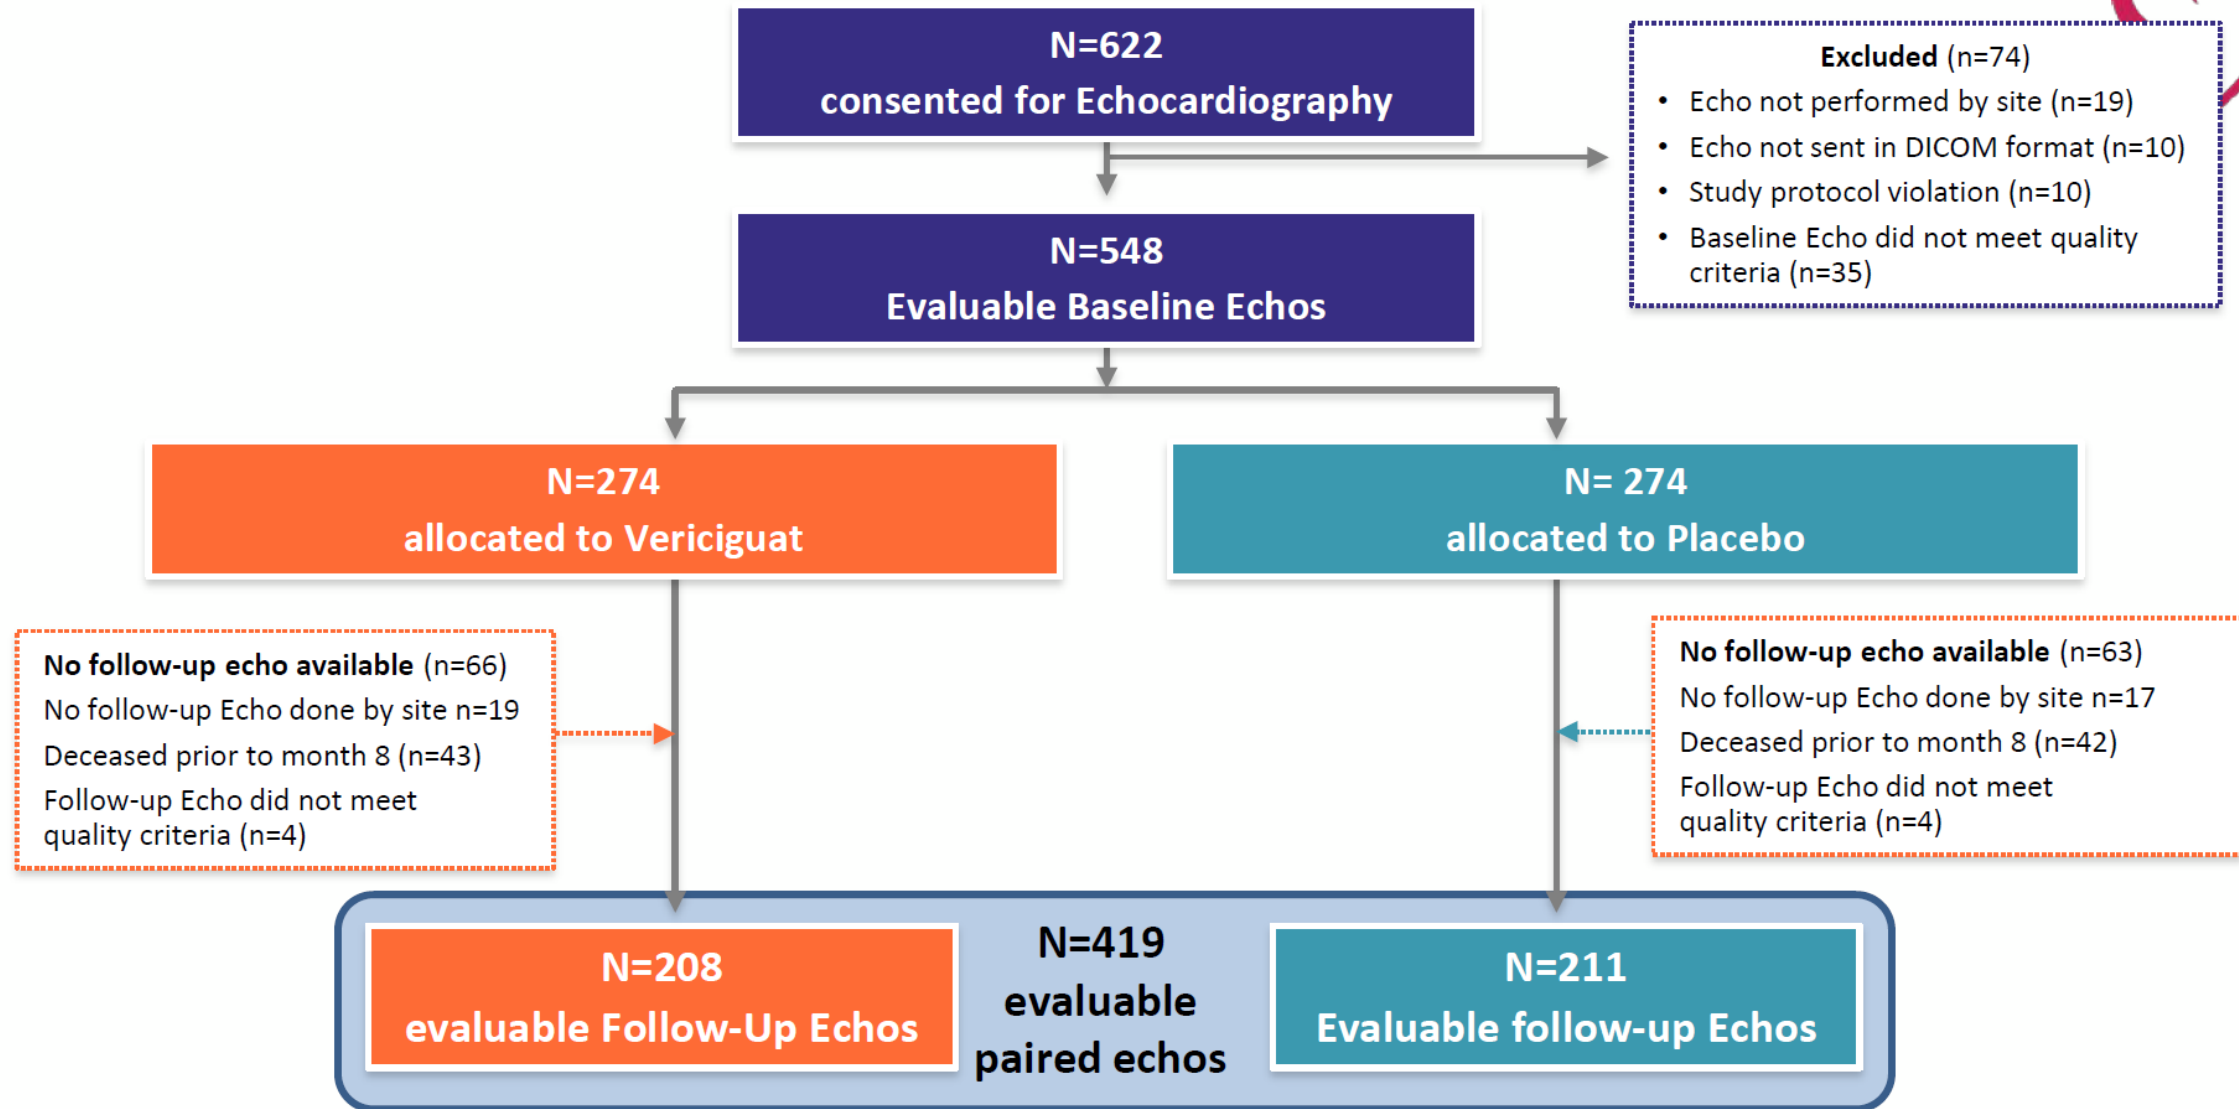 N=622
consented for Echocardiography
Excluded (n=74)
• Echo not performed by site (n=19)
• Echo not sent in DICOM format (n=10)
• Study protocol violation (n=10)
• Baseline Echo did not meet quality
criteria (n=35)
N=548
Evaluable Baseline Echos
N=274
allocated to Vericiguat
N= 274
allocated to Placebo
No follow-up echo available (n=66)
No follow-up Echo done by site n=19
Deceased prior to month 8 (n=43)
Follow-up Echo did not meet
quality criteria (n=4)
No follow-up echo available (n=63)
No follow-up Echo done by site n=17
Deceased prior to month 8 (n=42)
Follow-up Echo did not meet
quality criteria (n=4)
N=208
evaluable Follow-Up Echos
N=419
evaluable
paired echos
N=211
Evaluable follow-up Echos